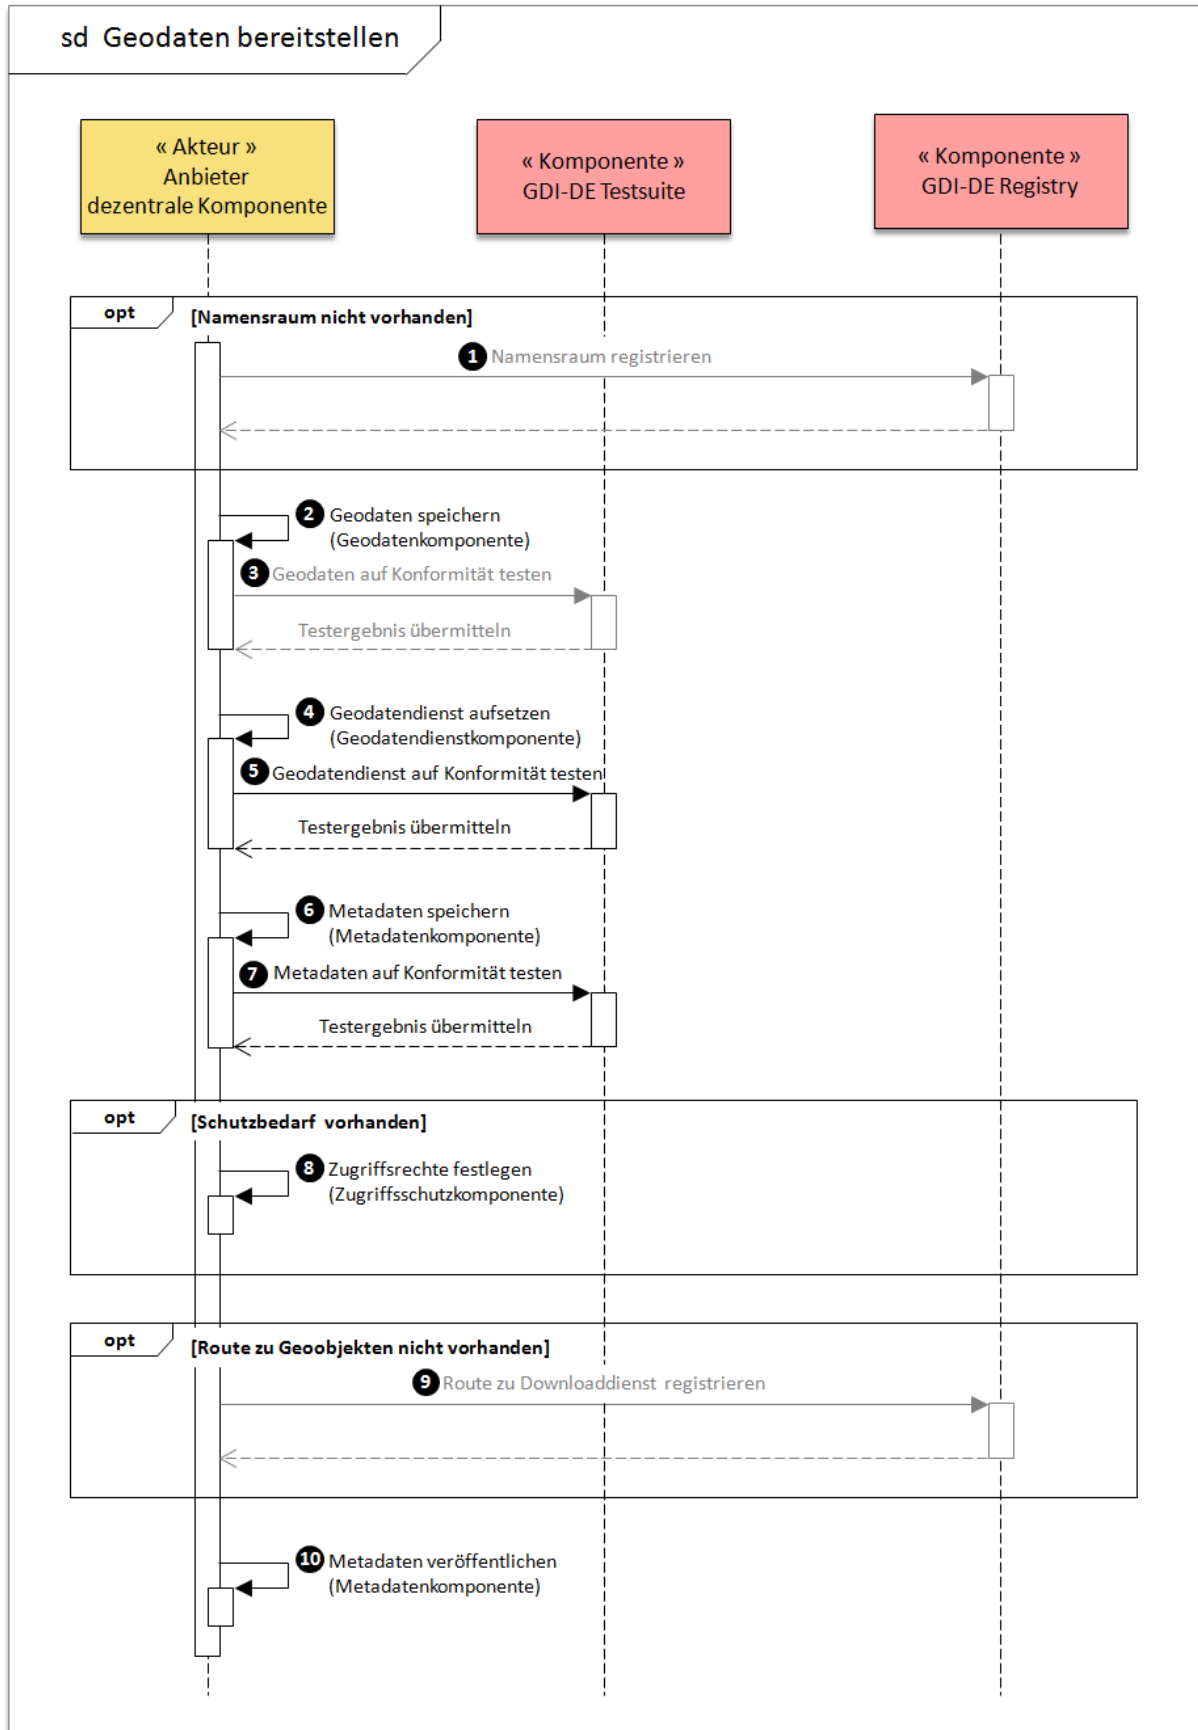 sd Geodaten bereitstellen
« Akteur »
Anbieter
dezentrale Komponente
« Komponente »
GDI-DE Testsuite
« Komponente »
GDI-DE Registry
opt
[Namensraum nicht vorhanden]
1 Namensraum registrieren
2 Geodaten speichern
(Geodatenkomponente)
3 Geodaten auf Konformität testen
Testergebnis übermitteln
4 Geodatendienst aufsetzen
(Geodatendienstkomponente)
5 Geodatendienst auf Konformität testen
Testergebnis übermitteln
6 Metadaten speichern
(Metadatenkomponente)
7 Metadaten auf Konformität testen
Testergebnis übermitteln
opt
[Schutzbedarf vorhanden]
8 Zugriffsrechte festlegen
(Zugriffsschutzkomponente)
opt
[Route zu Geoobjekten nicht vorhanden]
9 Route zu Downloaddienst registrieren
10 Metadaten veröffentlichen
(Metadatenkomponente)